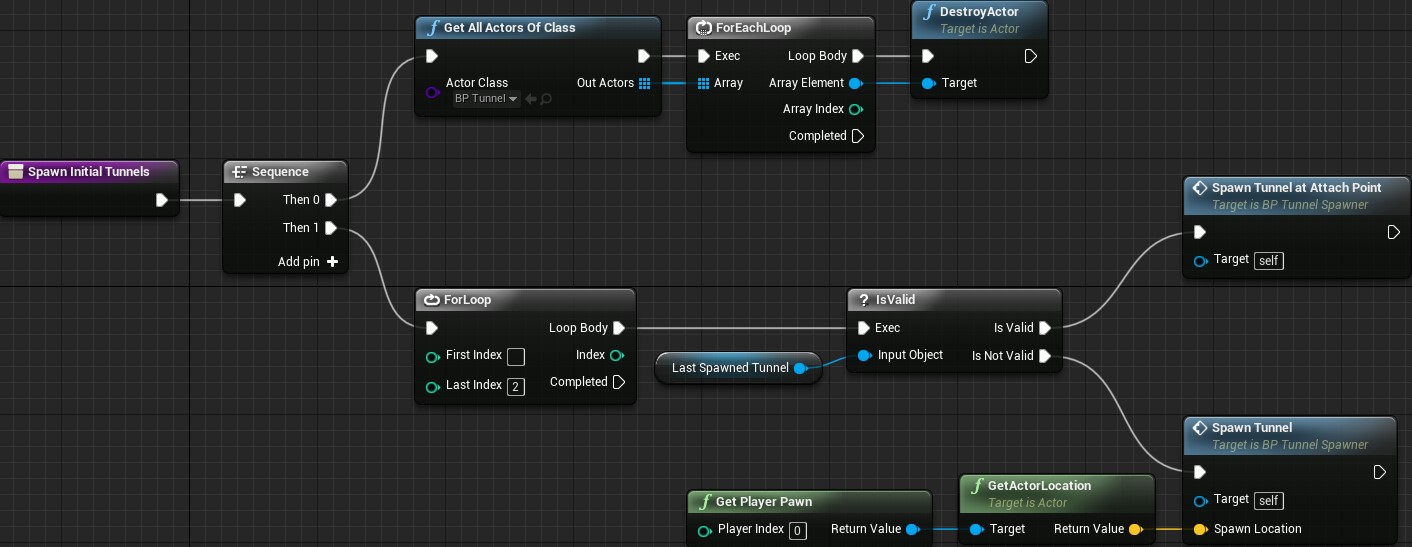 Spawn Initial Tunnels
Sequence
Then 0
Then 1
Add pin
Get All Actors Of Class
Actor Class
Out Actors
BP Tunnel
ForEachLoop
Exec
Loop Body
Array
Array Element
Array Index
Completed
DestroyActor
Target is Actor
Target
ForLoop
Loop Body
First Index
Index
Last Index 2
Completed
Last Spawned Tunnel
IsValid
Exec
Is Valid
Input Object
Is Not Valid
Spawn Tunnel at Attach Point
Target is BP Tunnel Spawner
Target self
Get Player Pawn
Player Index 0
Return Value
GetActorLocation
Target is Actor
Target
Return Value
Spawn Tunnel
Target is BP Tunnel Spawner
Target self
Spawn Location